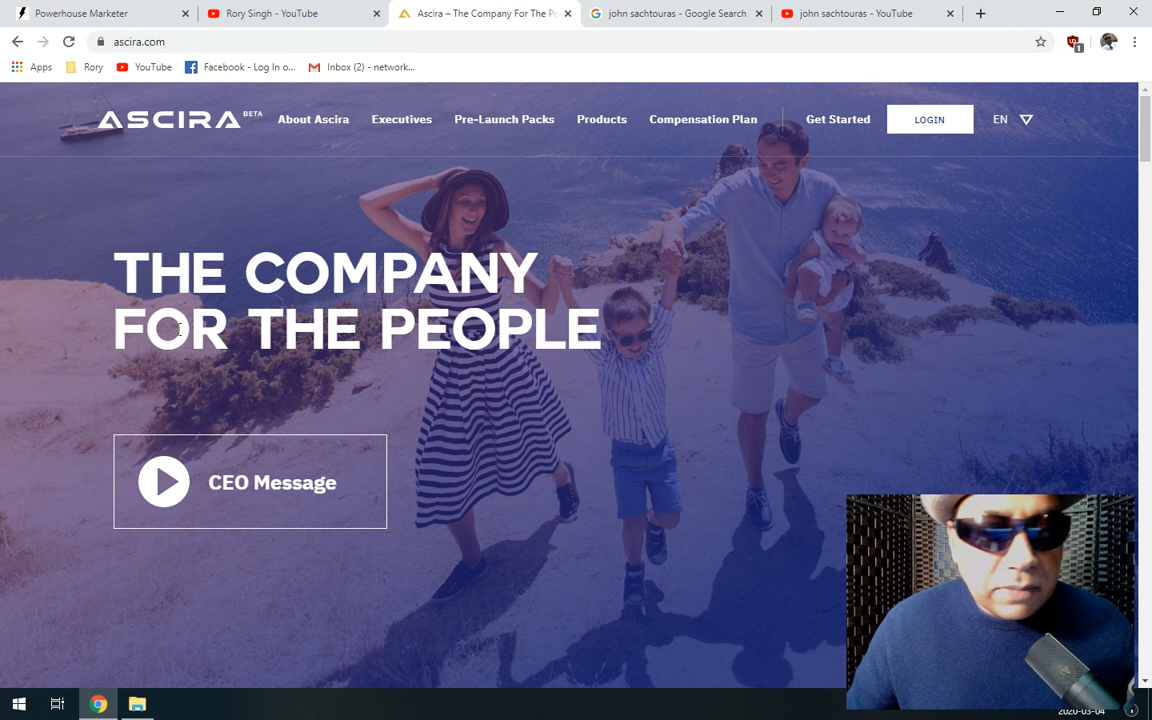 Powerhouse Marketer
Rory Singh - YouTube
Ascira – The Company For The Pe
john sachtouras - Google Search
john sachtouras - YouTube
ascira.com
1
Apps
Rory
YouTube
Facebook - Log In o...
Inbox (2) - network...
ASCIRA BETA
About Ascira
Executives
Pre-Launch Packs
Products
Compensation Plan
Get Started
LOGIN
EN
THE COMPANY
FOR THE PEOPLE
CEO Message
2020-03-04